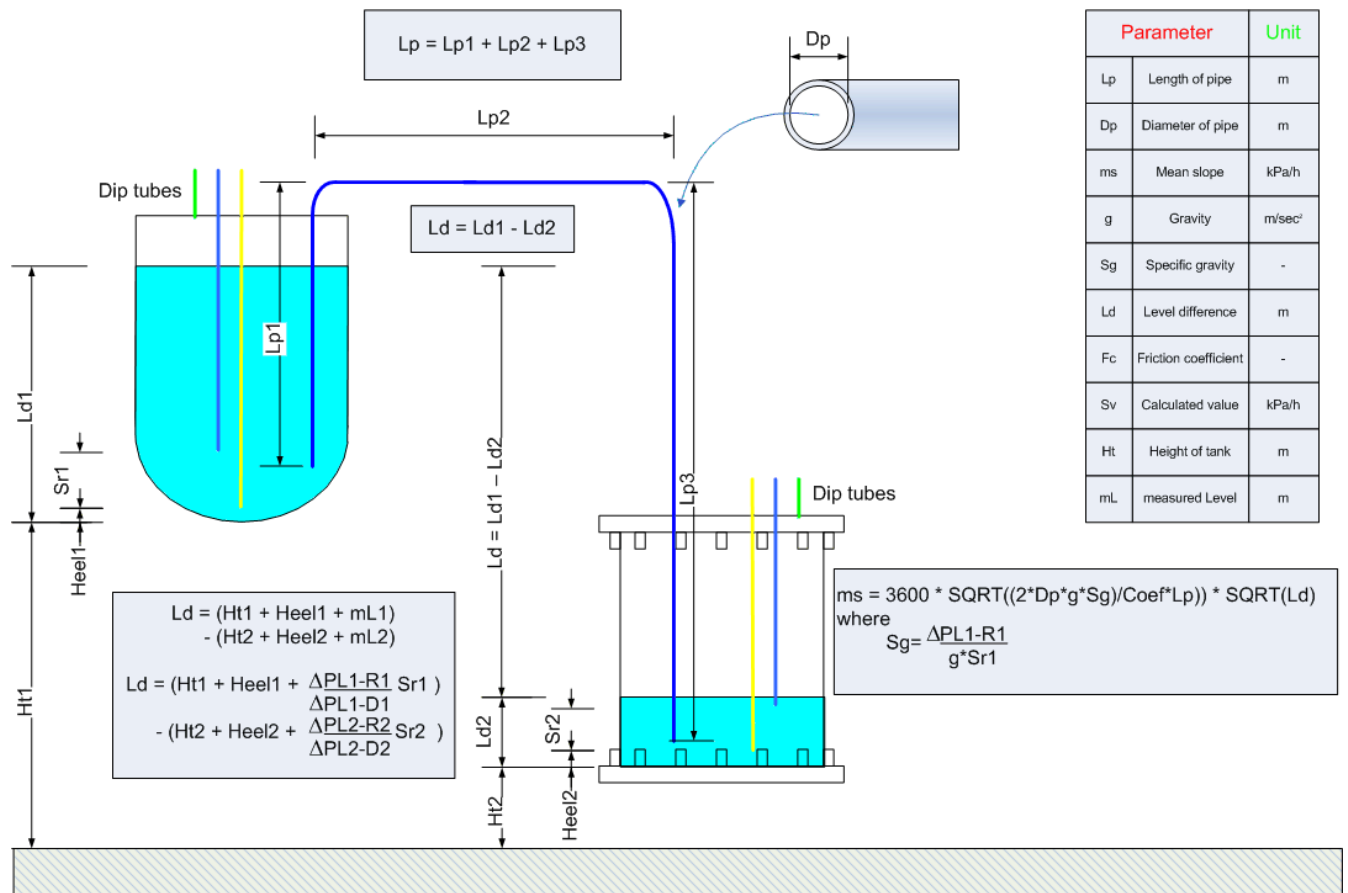 Lp = Lp1 + Lp2 + Lp3
Dp
Lp2
Dip tubes
Ld = Ld1 - Ld2
Lp1
Ld1
Sr1
Heel1
Ht1
Ld = Ld1 – Ld2
Lp3
Dip tubes
Ld2
Sr2
Ht2
Heel2
Ld = (Ht1 + Heel1 + mL1)
- (Ht2 + Heel2 + mL2)
Ld = (Ht1 + Heel1 + ΔPL1-R1 Sr1 )
ΔPL1-D1
- (Ht2 + Heel2 + ΔPL2-R2 Sr2 )
ΔPL2-D2
ms = 3600 * SQRT((2*Dp*g*Sg)/Coef*Lp)) * SQRT(Ld)
where
Sg= ΔPL1-R1
g*Sr1
Parameter Unit
Lp Length of pipe m
Dp Diameter of pipe m
ms Mean slope kPa/h
g Gravity m/sec²
Sg Specific gravity -
Ld Level difference m
Fc Friction coefficient -
Sv Calculated value kPa/h
Ht Height of tank m
mL measured Level m